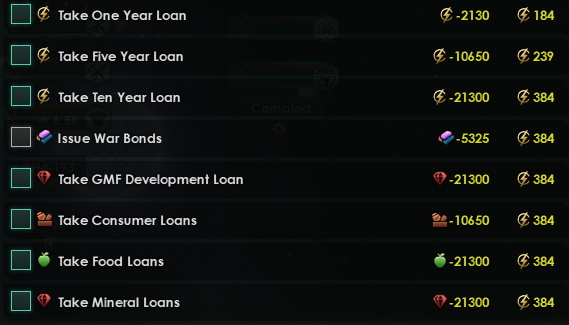 Take One Year Loan -2130 184
Take Five Year Loan -10650 239
Take Ten Year Loan -21300 384
Issue War Bonds -5325 384
Take GMF Development Loan -21300 384
Take Consumer Loans -10650 384
Take Food Loans -21300 384
Take Mineral Loans -21300 384